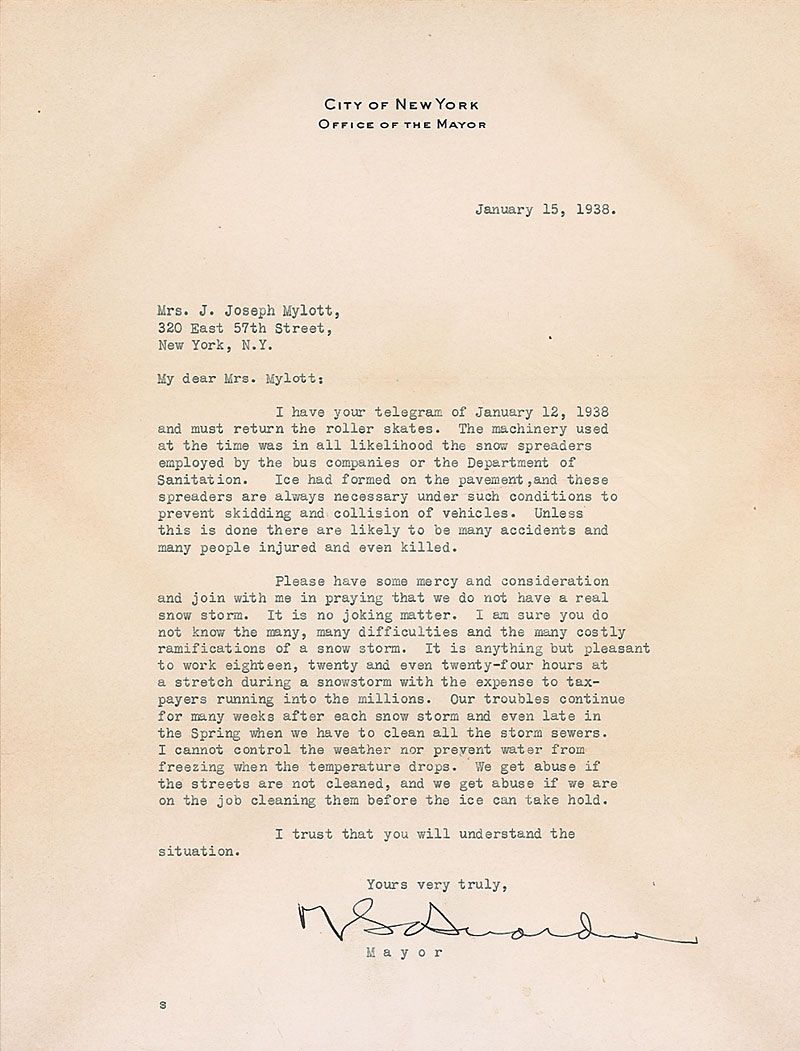 CITY OF NEW YORK
OFFICE OF THE MAYOR
January 15, 1938.
Mrs. J. Joseph Mylott,
320 East 57th Street,
New York, N.Y.
My dear Mrs. Mylott:
I have your telegram of January 12, 1938
and must return the roller skates. The machinery used
at the time was in all likelihood the snow spreaders
employed by the bus companies or the Department of
Sanitation. Ice had formed on the pavement,and these
spreaders are always necessary under such conditions to
prevent skidding and collision of vehicles. Unless
this is done there are likely to be many accidents and
many people injured and even killed.
Please have some mercy and consideration
and join with me in praying that we do not have a real
snow storm. It is no joking matter. I am sure you do
not know the many, many difficulties and the many costly
ramifications of a snow storm. It is anything but pleasant
to work eighteen, twenty and even twenty-four hours at
a stretch during a snowstorm with the expense to tax-
payers running into the millions. Our troubles continue
for many weeks after each snow storm and even late in
the Spring when we have to clean all the storm sewers.
I cannot control the weather nor prevent water from
freezing when the temperature drops. We get abuse if
the streets are not cleaned, and we get abuse if we are
on the job cleaning them before the ice can take hold.
I trust that you will understand the
situation.
Yours very truly,
Mayor
s